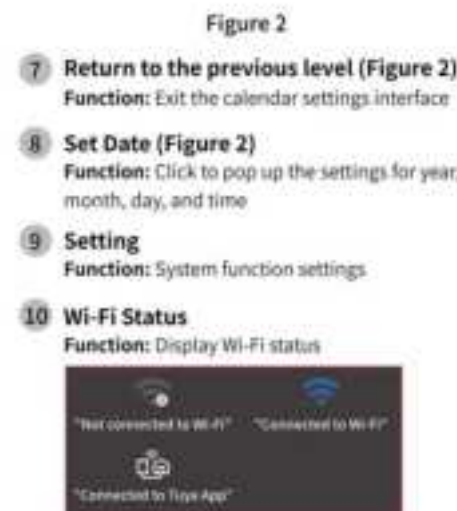 Figure 2
7 Return to the previous level (Figure 2)
Function: Exit the calendar settings interface
8 Set Date (Figure 2)
Function: Click to pop up the settings for year,
month, day, and time
9 Setting
Function: System function settings
10 Wi-Fi Status
Function: Display Wi-Fi status
"Not connected to Wi-Fi" "Connected to Wi-Fi"
"Connected to Tuya App"